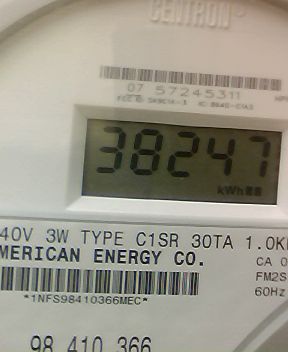 CENTRON
07 57245311
38247
kWh
40V 3W TYPE C1SR 30TA 1.0K
MERICAN ENERGY CO.
CA 0
FM2S
60Hz
*1NFS98410366MEC*
98 410 366